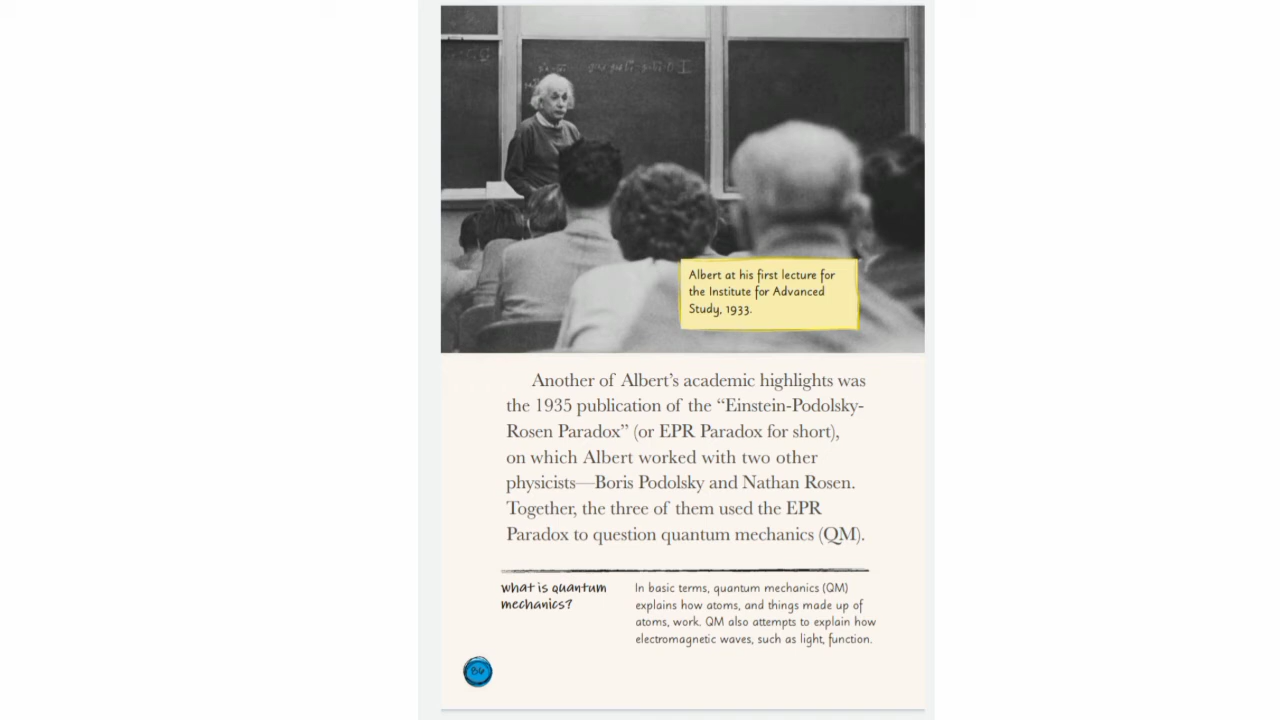 Albert at his first lecture for
the Institute for Advanced
Study, 1933.
Another of Albert's academic highlights was
the 1935 publication of the “Einstein-Podolsky-
Rosen Paradox” (or EPR Paradox for short),
on which Albert worked with two other
physicists—Boris Podolsky and Nathan Rosen.
Together, the three of them used the EPR
Paradox to question quantum mechanics (QM).
what is quantum
mechanics?
In basic terms, quantum mechanics (QM)
explains how atoms, and things made up of
atoms, work. QM also attempts to explain how
electromagnetic waves, such as light, function.
86